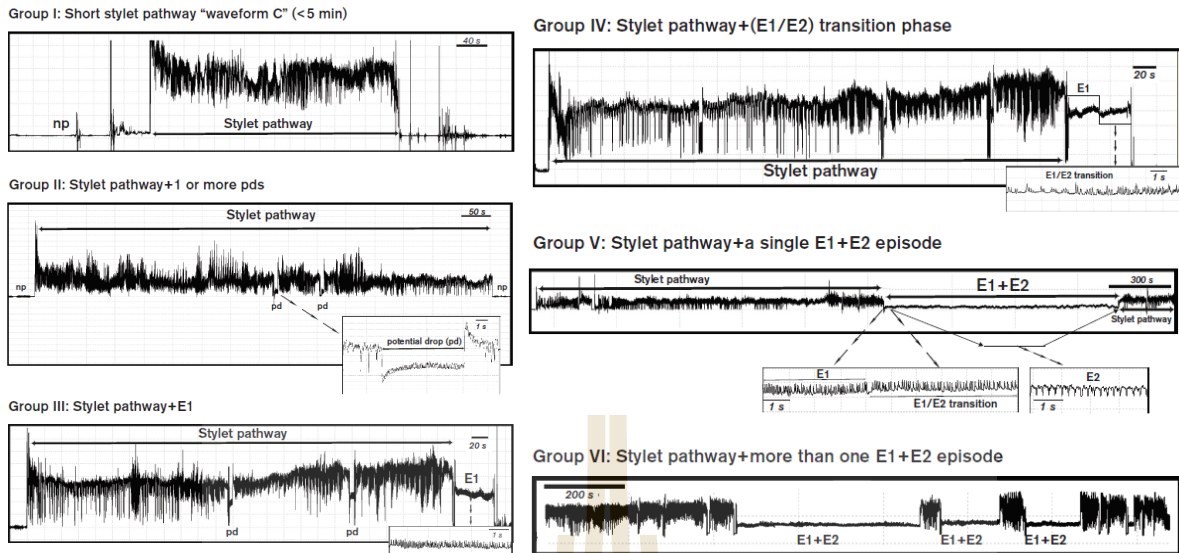 Group I: Short stylet pathway “waveform C” (<5 min)
40 s
np
Stylet pathway
Group II: Stylet pathway+1 or more pds
Stylet pathway
50 s
np
pd
pd
np
1 s
potential drop (pd)
Group III: Stylet pathway+E1
Stylet pathway
20 s
E1
pd
pd
1 s
Group IV: Stylet pathway+(E1/E2) transition phase
20 s
E1
Stylet pathway
E1/E2 transition
1 s
Group V: Stylet pathway+a single E1+E2 episode
Stylet pathway
E1+E2
300 s
Stylet pathway
E1
E1/E2 transition
1 s
E2
1 s
Group VI: Stylet pathway+more than one E1+E2 episode
200 s
E1+E2
E1+E2
E1+E2